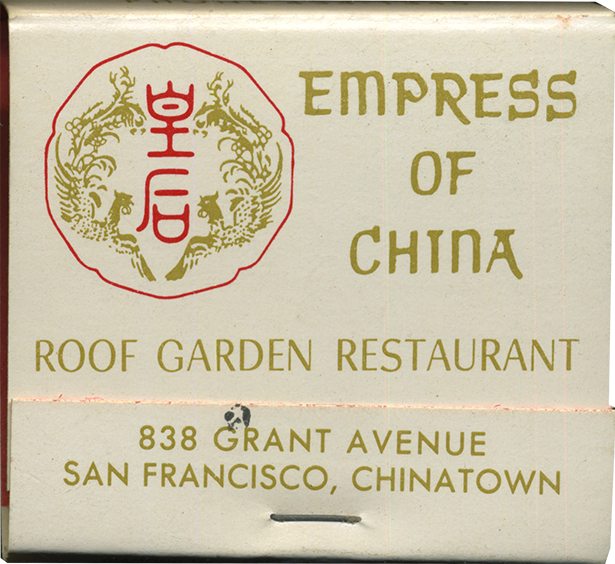 皇后
EMPRESS
OF
CHINA
ROOF GARDEN RESTAURANT
838 GRANT AVENUE
SAN FRANCISCO, CHINATOWN